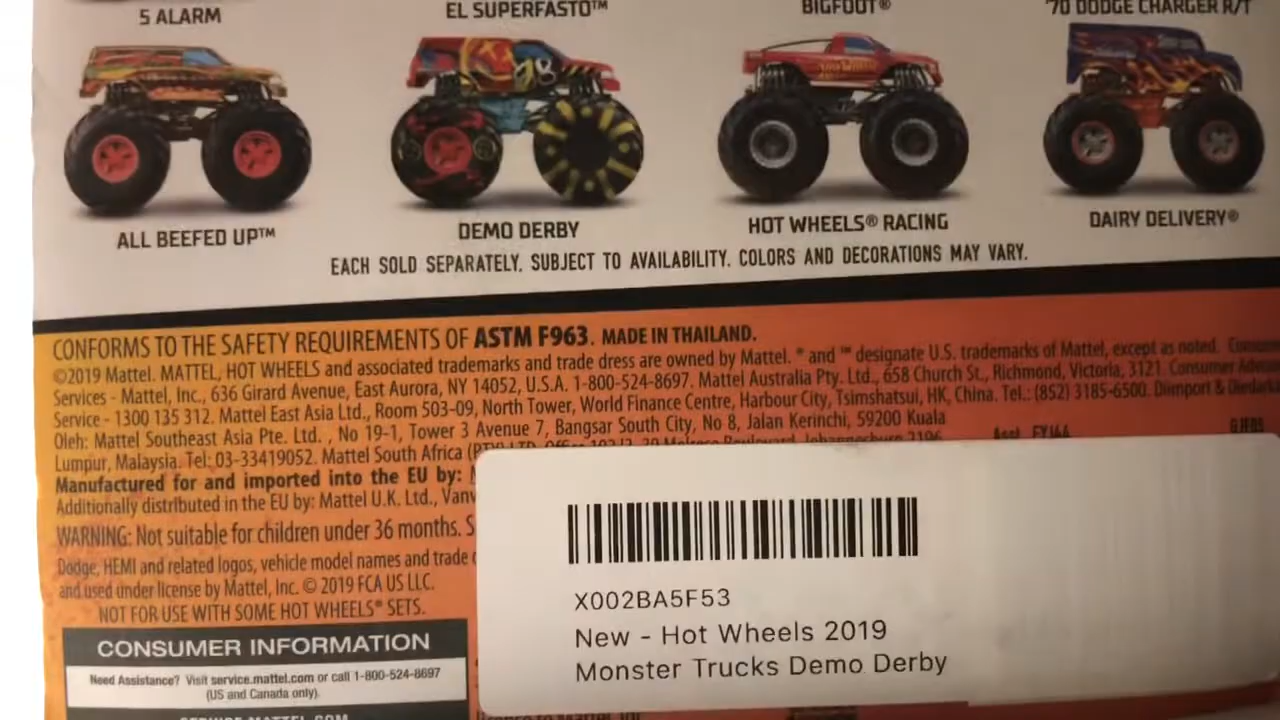 5 ALARM
EL SUPERFASTO™
BIGFOOT®
'70 DODGE CHARGER R/T
ALL BEEFED UP™
DEMO DERBY
HOT WHEELS® RACING
DAIRY DELIVERY®
EACH SOLD SEPARATELY. SUBJECT TO AVAILABILITY. COLORS AND DECORATIONS MAY VARY.
CONFORMS TO THE SAFETY REQUIREMENTS OF ASTM F963. MADE IN THAILAND.
©2019 Mattel. MATTEL, HOT WHEELS and associated trademarks and trade dress are owned by Mattel. ® and ™ designate U.S. trademarks of Mattel, except as noted.
Services - Mattel, Inc., 636 Girard Avenue, East Aurora, NY 14052, U.S.A. 1-800-524-8697. Mattel Australia Pty. Ltd., 658 Church St., Richmond, Victoria, 3121. Consumer
Service - 1300 135 312. Mattel East Asia Ltd., Room 503-09, North Tower, World Finance Centre, Harbour City, Tsimshatsui, HK, China. Tel.: (852) 3185-6500. Diimport &
Oleh: Mattel Southeast Asia Pte. Ltd. , No 19-1, Tower 3 Avenue 7, Bangsar South City, No 8, Jalan Kerinchi, 59200 Kuala
Lumpur, Malaysia. Tel: 03-33419052. Mattel South Africa
Asst. FYJ44
Manufactured for and imported into the EU by:
Additionally distributed in the EU by: Mattel U.K. Ltd., Vanw
WARNING: Not suitable for children under 36 months. S
Dodge, HEMI and related logos, vehicle model names and trade
and used under license by Mattel, Inc. © 2019 FCA US LLC.
NOT FOR USE WITH SOME HOT WHEELS® SETS.
CONSUMER INFORMATION
Need Assistance? Visit service.mattel.com or call 1-800-524-8697
(US and Canada only).
SERVICE.MATTEL.COM
X002BA5F53
New - Hot Wheels 2019
Monster Trucks Demo Derby